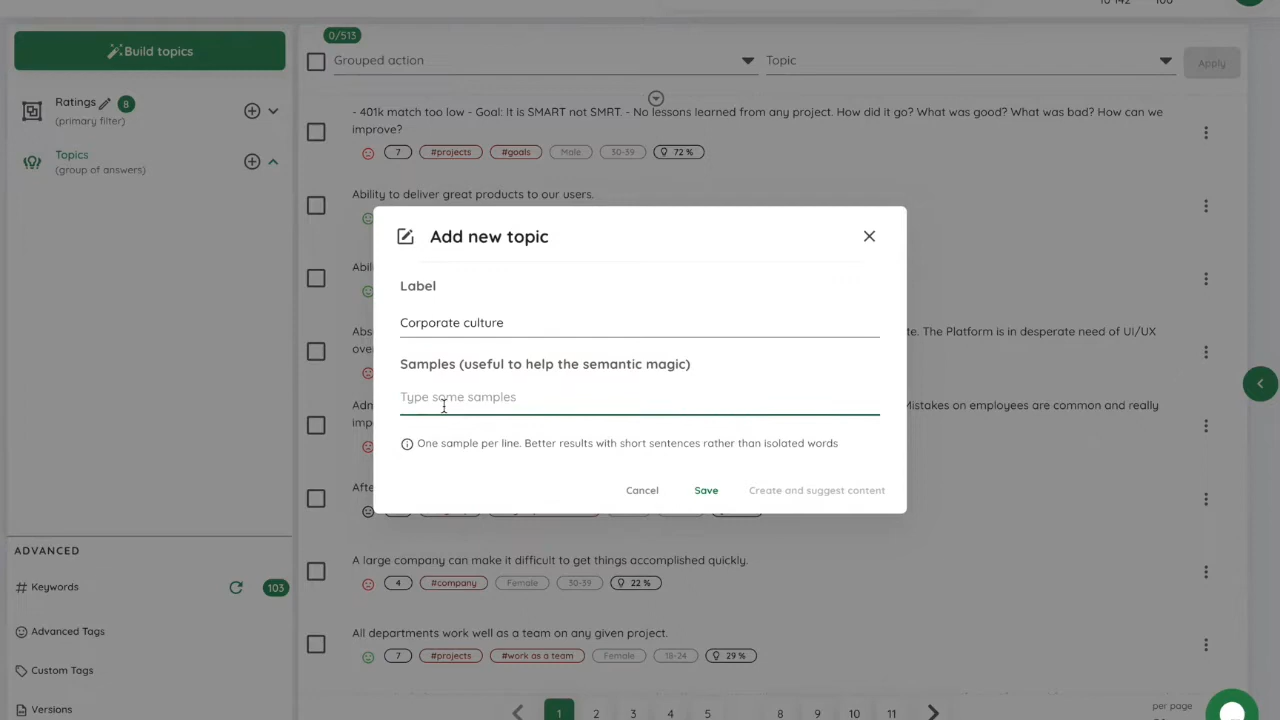 Build topics
Ratings 8
(primary filter)
Topics
(group of answers)
ADVANCED
# Keywords 103
Advanced Tags
Custom Tags
Versions
0/513
Grouped action
Topic
Apply
- 401k match too low - Goal: It is SMART not SMRT. - No lessons learned from any project. How did it go? What was good? What was bad? How can we
improve?
7 #projects #goals Male 30-39 72 %
Ability to deliver great products to our users.
Abil
Abs
te. The Platform is in desperate need of UI/UX
over
Adm
Mistakes on employees are common and really
imp
Afte
A large company can make it difficult to get things accomplished quickly.
4 #company Female 30-39 22 %
All departments work well as a team on any given project.
7 #projects #work as a team Female 18-24 29 %
1 2 3 4 5 8 9 10 11
per page
Add new topic
Label
Corporate culture
Samples (useful to help the semantic magic)
Type some samples
One sample per line. Better results with short sentences rather than isolated words
Cancel Save Create and suggest content